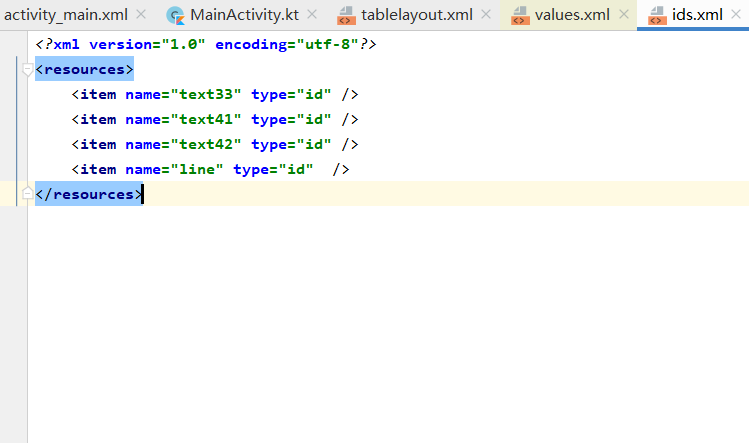 activity_main.xml MainActivity.kt tablelayout.xml values.xml ids.xml
<?xml version="1.0" encoding="utf-8"?>
<resources>
    <item name="text33" type="id" />
    <item name="text41" type="id" />
    <item name="text42" type="id" />
    <item name="line" type="id"  />
</resources>